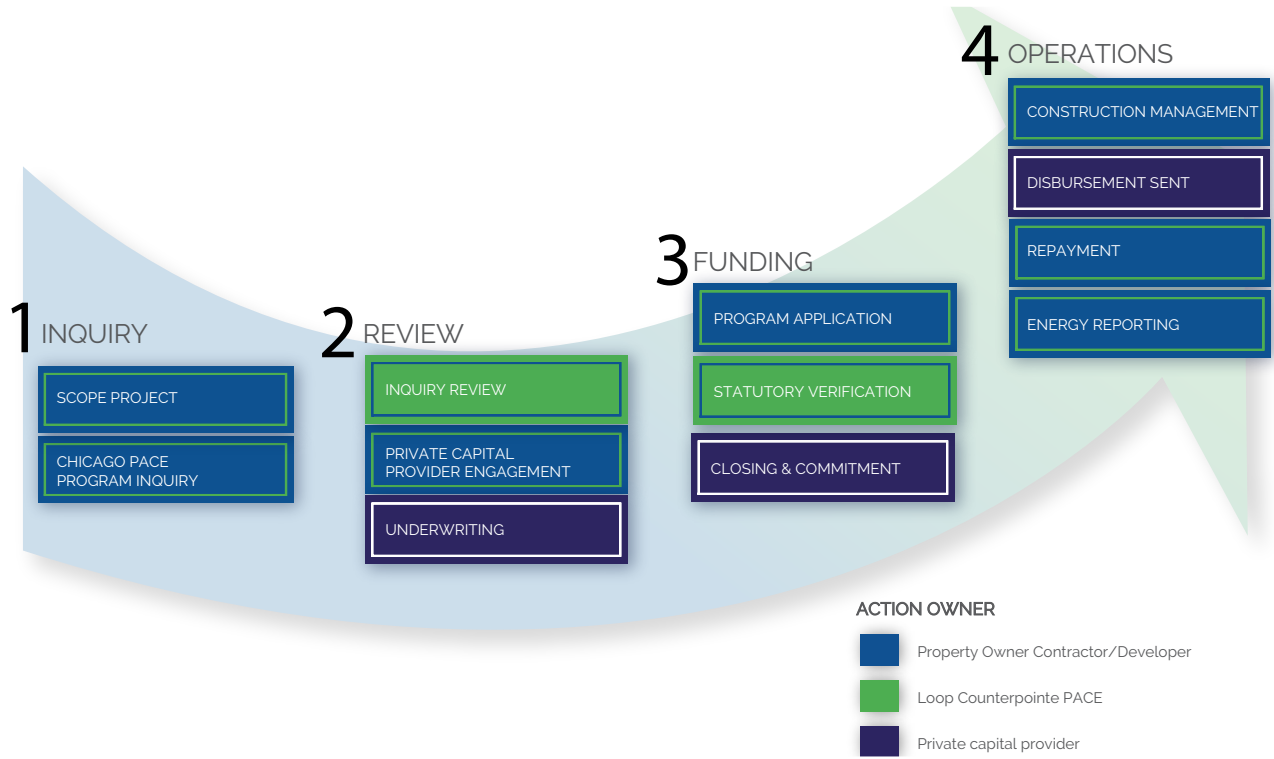 1 INQUIRY
SCOPE PROJECT
CHICAGO PACE
PROGRAM INQUIRY
2 REVIEW
INQUIRY REVIEW
PRIVATE CAPITAL
PROVIDER ENGAGEMENT
UNDERWRITING
3 FUNDING
PROGRAM APPLICATION
STATUTORY VERIFICATION
CLOSING & COMMITMENT
4 OPERATIONS
CONSTRUCTION MANAGEMENT
DISBURSEMENT SENT
REPAYMENT
ENERGY REPORTING
ACTION OWNER
Property Owner Contractor/Developer
Loop Counterpointe PACE
Private capital provider